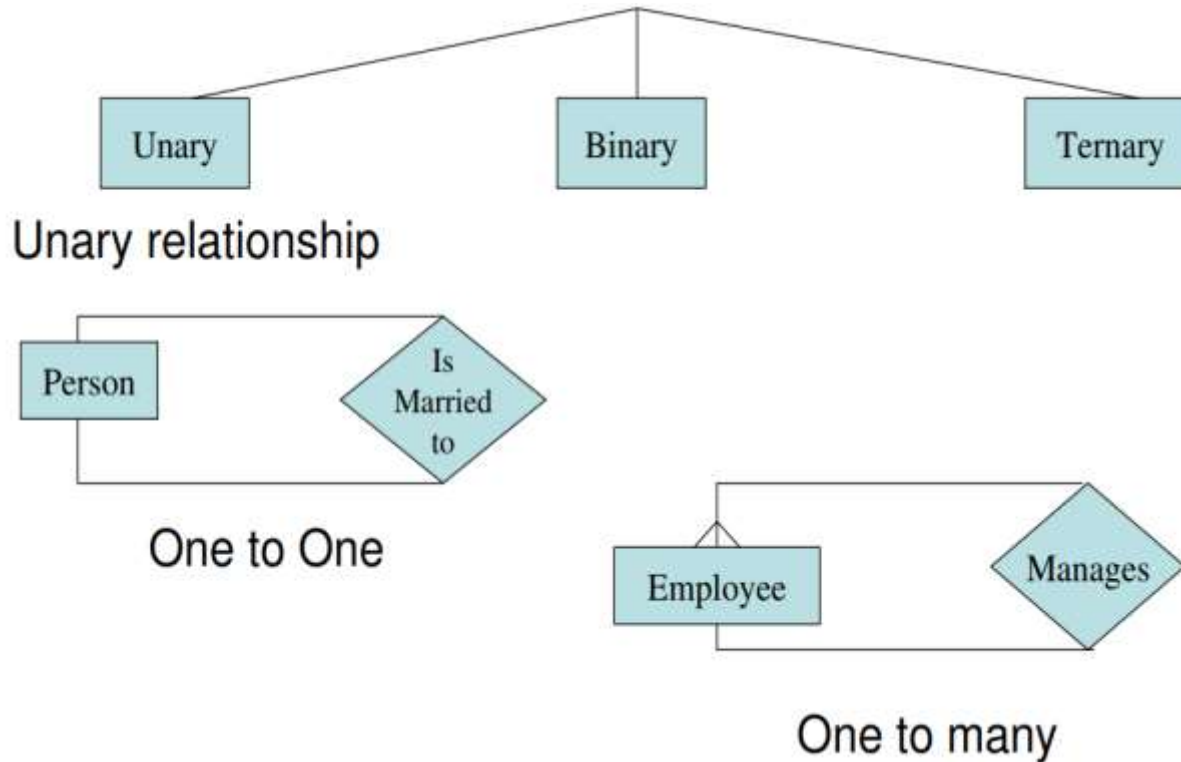 Unary
Binary
Ternary
Unary relationship
Person
Is
Married
to
One to One
Employee
Manages
One to many